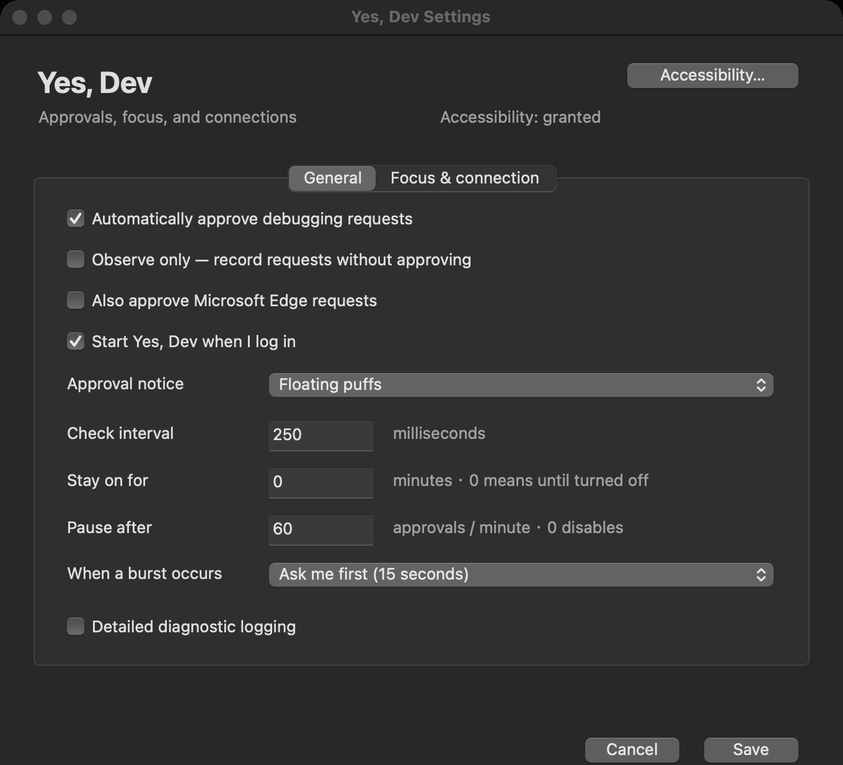 Yes, Dev Settings
Yes, Dev
Accessibility...
Approvals, focus, and connections
Accessibility: granted
General
Focus & connection
Automatically approve debugging requests
Observe only — record requests without approving
Also approve Microsoft Edge requests
Start Yes, Dev when I log in
Approval notice
Floating puffs
Check interval
250
milliseconds
Stay on for
0
minutes · 0 means until turned off
Pause after
60
approvals / minute · 0 disables
When a burst occurs
Ask me first (15 seconds)
Detailed diagnostic logging
Cancel
Save